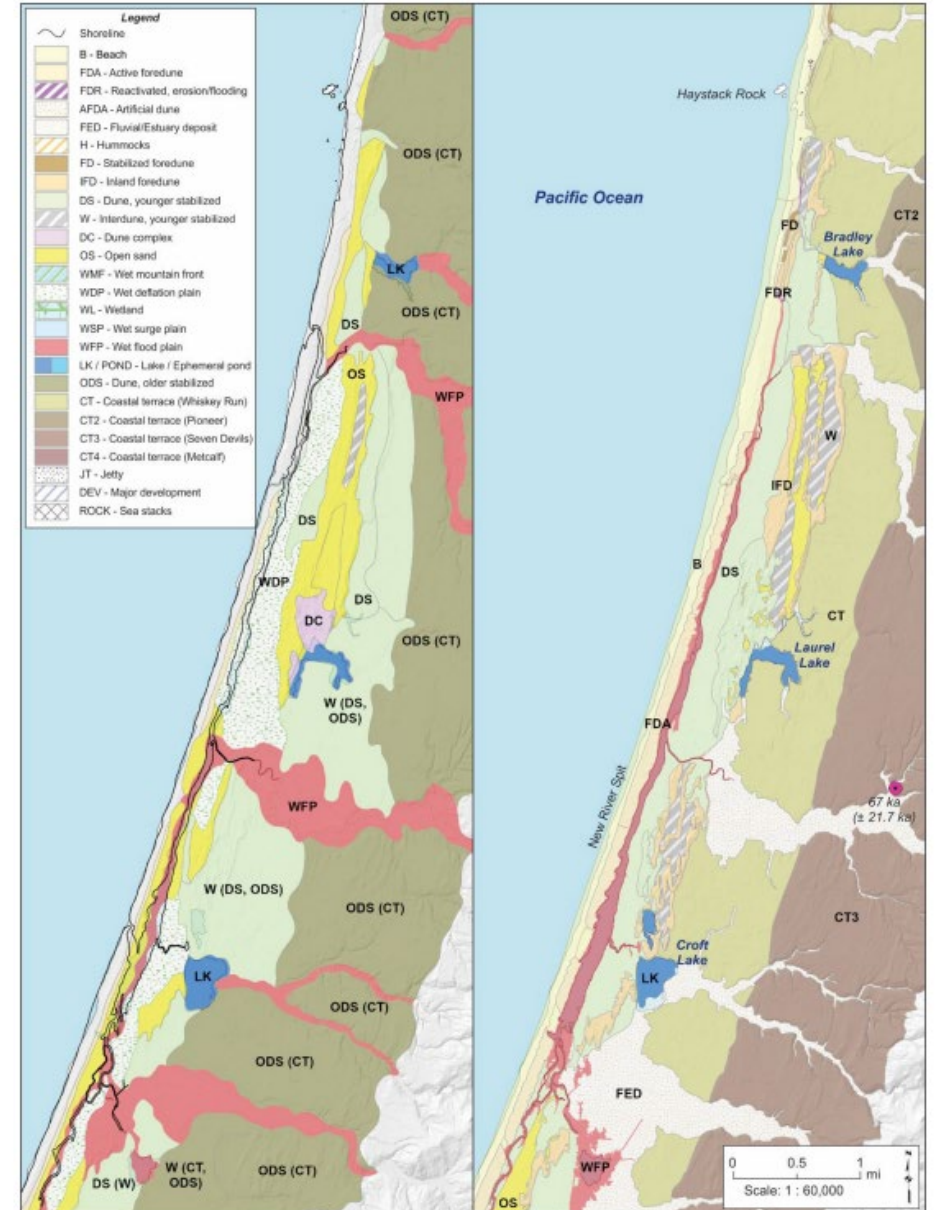 Legend
Shoreline
B - Beach
FDA - Active foredune
FDR - Reactivated, erosion/flooding
AFDA - Artificial dune
FED - Fluvial/Estuary deposit
H - Hummocks
FD - Stabilized foredune
IFD - Inland foredune
DS - Dune, younger stabilized
W - Interdune, younger stabilized
DC - Dune complex
OS - Open sand
WMF - Wet mountain front
WDP - Wet deflation plain
WL - Wetland
WSP - Wet surge plain
WFP - Wet flood plain
LK / POND - Lake / Ephemeral pond
ODS - Dune, older stabilized
CT - Coastal terrace (Whiskey Run)
CT2 - Coastal terrace (Pioneer)
CT3 - Coastal terrace (Seven Devils)
CT4 - Coastal terrace (Metcalf)
JT - Jetty
DEV - Major development
ROCK - Sea stacks
ODS (CT)
ODS (CT)
LK
ODS (CT)
DS
OS
WFP
DS
WDP
DS
DC
ODS (CT)
W (DS,
ODS)
WFP
W (DS, ODS)
ODS (CT)
LK
ODS (CT)
ODS (CT)
DS (W)
W (CT,
ODS)
ODS (CT)
Haystack Rock
Pacific Ocean
CT2
FD
Bradley
Lake
FDR
W
IFD
B
DS
CT
Laurel
Lake
FDA
New River Spit
67 ka
(± 21.7 ka)
CT3
Croft
Lake
LK
FED
WFP
OS
0 0.5 1
mi
Scale: 1 : 60,000